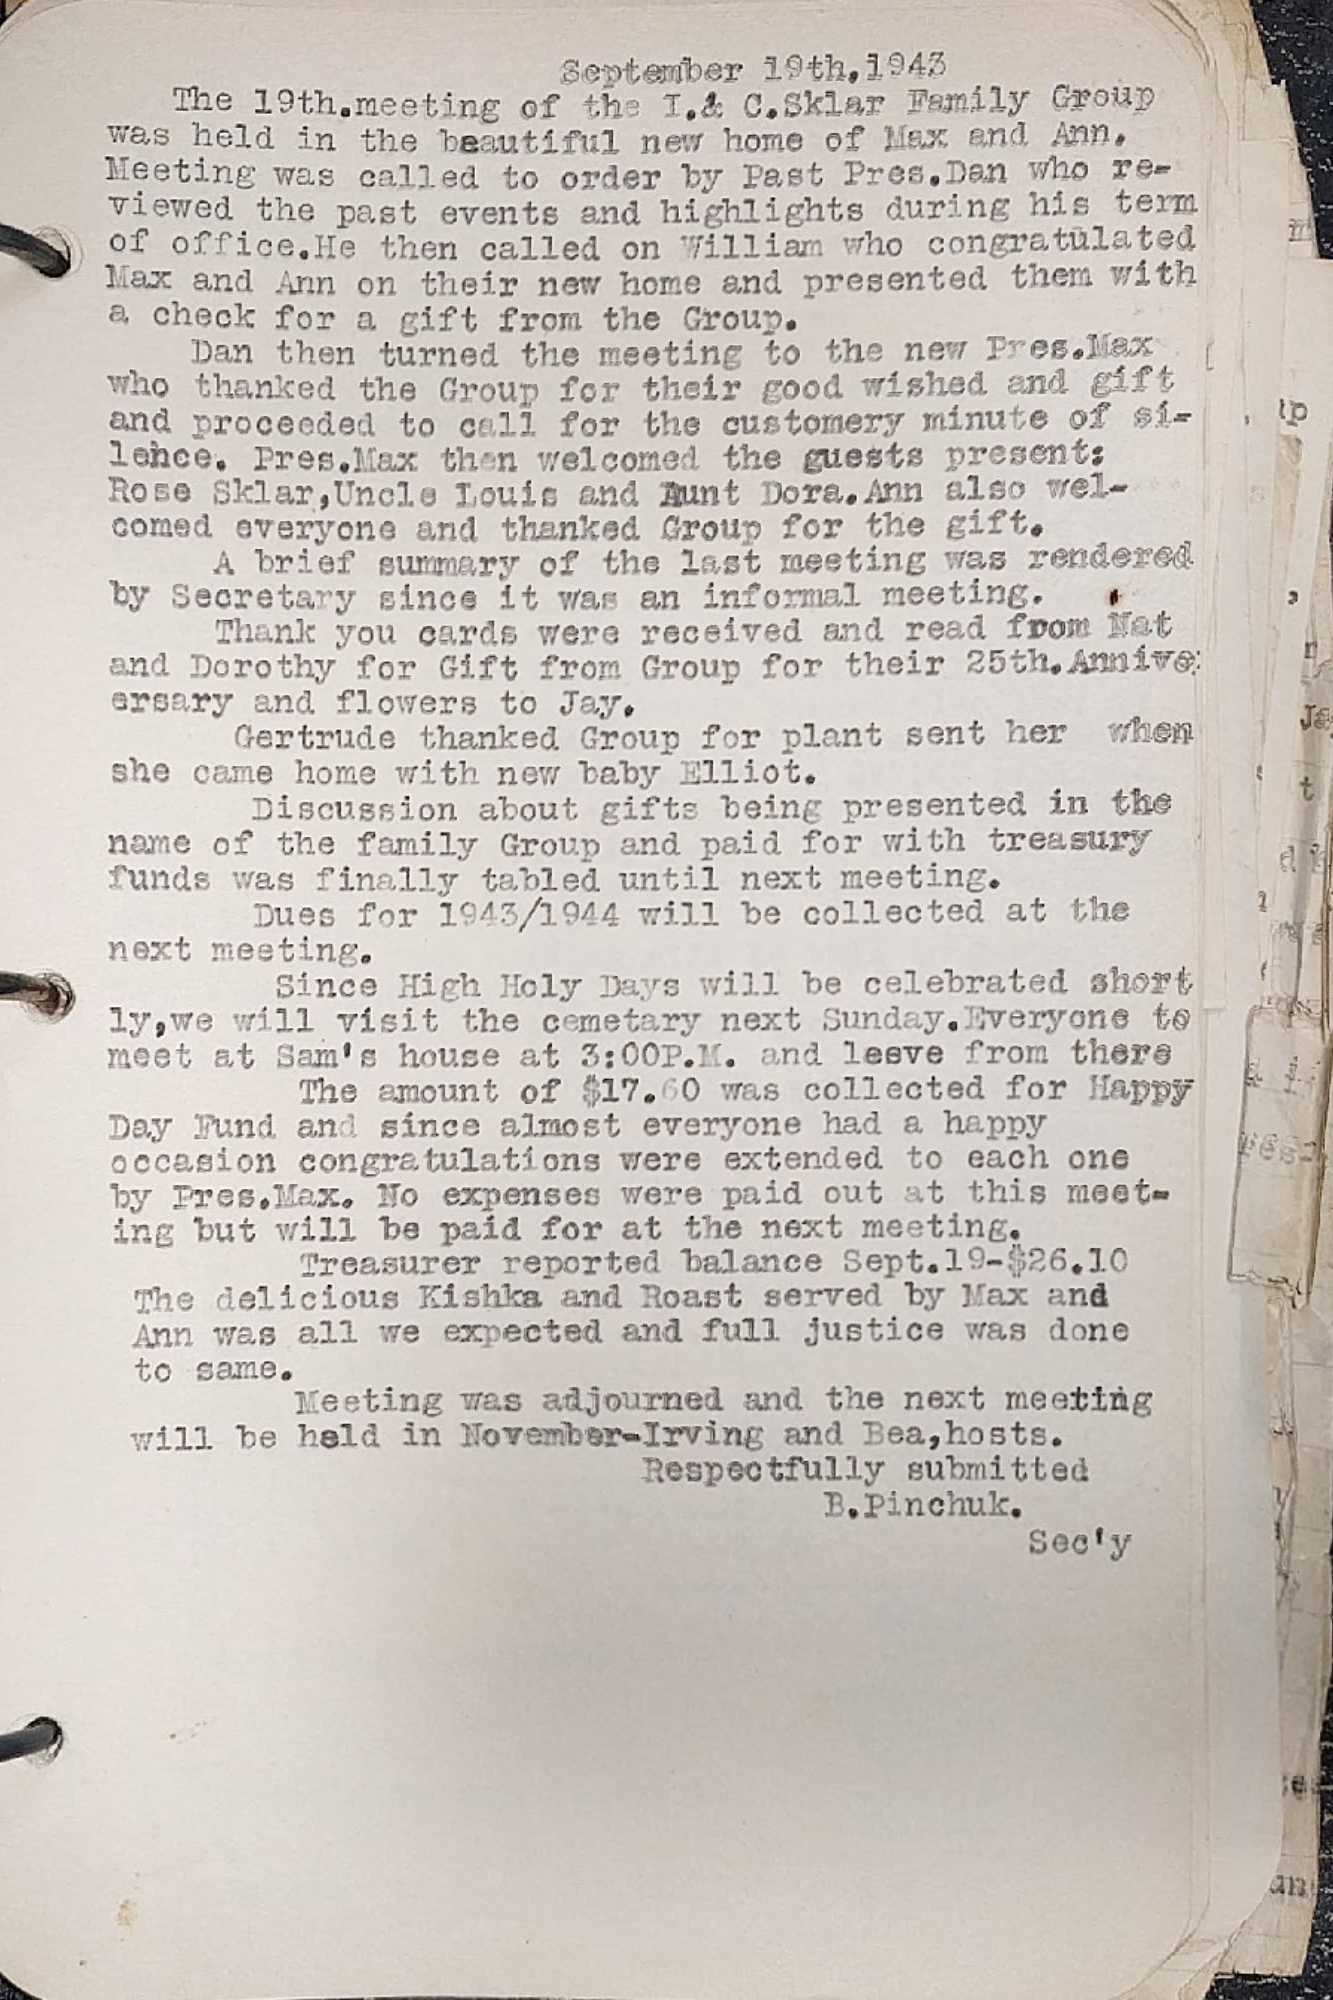 September 19th.1943
The 19th.meeting of the I.& C.Sklar Family Group
was held in the beautiful new home of Max and Ann.
Meeting was called to order by Past Pres.Dan who re-
viewed the past events and highlights during his term
of office.He then called on William who congratulated
Max and Ann on their new home and presented them with
a check for a gift from the Group.
Dan then turned the meeting to the new Pres.Max
who thanked the Group for their good wished and gift
and proceeded to call for the customery minute of si-
lence. Pres.Max then welcomed the guests present:
Rose Sklar,Uncle Louis and Aunt Dora.Ann also wel-
comed everyone and thanked Group for the gift.
A brief summary of the last meeting was rendered
by Secretary since it was an informal meeting.
Thank you cards were received and read from Nat
and Dorothy for Gift from Group for their 25th.Annive
ersary and flowers to Jay.
Gertrude thanked Group for plant sent her when
she came home with new baby Elliot.
Discussion about gifts being presented in the
name of the family Group and paid for with treasury
funds was finally tabled until next meeting.
Dues for 1943/1944 will be collected at the
next meeting.
Since High Holy Days will be celebrated short
ly,we will visit the cemetary next Sunday.Everyone to
meet at Sam's house at 3:00P.M. and leeve from there
The amount of $17.60 was collected for Happy
Day Fund and since almost everyone had a happy
occasion congratulations were extended to each one
by Pres.Max. No expenses were paid out at this meet-
ing but will be paid for at the next meeting.
Treasurer reported balance Sept.19-$26.10
The delicious Kishka and Roast served by Max and
Ann was all we expected and full justice was done
to same.
Meeting was adjourned and the next meeting
will be held in November-Irving and Bea,hosts.
Respectfully submitted
B.Pinchuk.
Sec'y